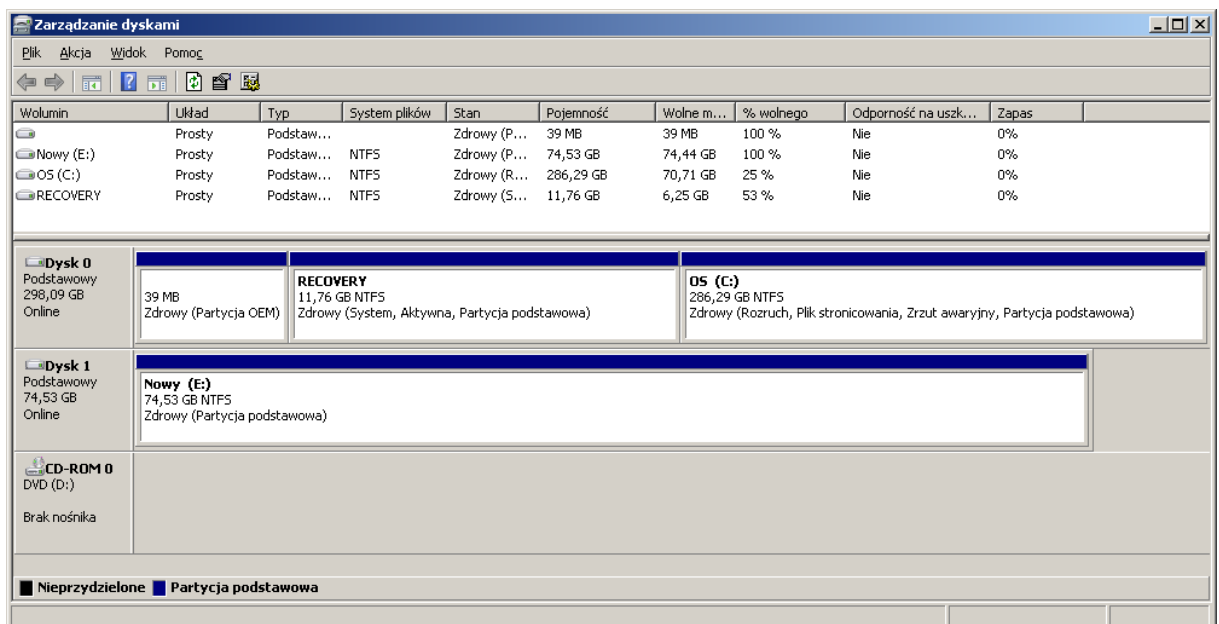 Zarządzanie dyskami
Plik Akcja Widok Pomoc
Wolumin Układ Typ System plików Stan Pojemność Wolne m... % wolnego Odporność na uszk... Zapas
Prosty Podstaw... Zdrowy (P... 39 MB 39 MB 100 % Nie 0%
Nowy (E:) Prosty Podstaw... NTFS Zdrowy (P... 74,53 GB 74,44 GB 100 % Nie 0%
OS (C:) Prosty Podstaw... NTFS Zdrowy (R... 286,29 GB 70,71 GB 25 % Nie 0%
RECOVERY Prosty Podstaw... NTFS Zdrowy (S... 11,76 GB 6,25 GB 53 % Nie 0%
Dysk 0
Podstawowy
298,09 GB
Online
39 MB
Zdrowy (Partycja OEM)
RECOVERY
11,76 GB NTFS
Zdrowy (System, Aktywna, Partycja podstawowa)
OS (C:)
286,29 GB NTFS
Zdrowy (Rozruch, Plik stronicowania, Zrzut awaryjny, Partycja podstawowa)
Dysk 1
Podstawowy
74,53 GB
Online
Nowy (E:)
74,53 GB NTFS
Zdrowy (Partycja podstawowa)
CD-ROM 0
DVD (D:)
Brak nośnika
Nieprzydzielone Partycja podstawowa